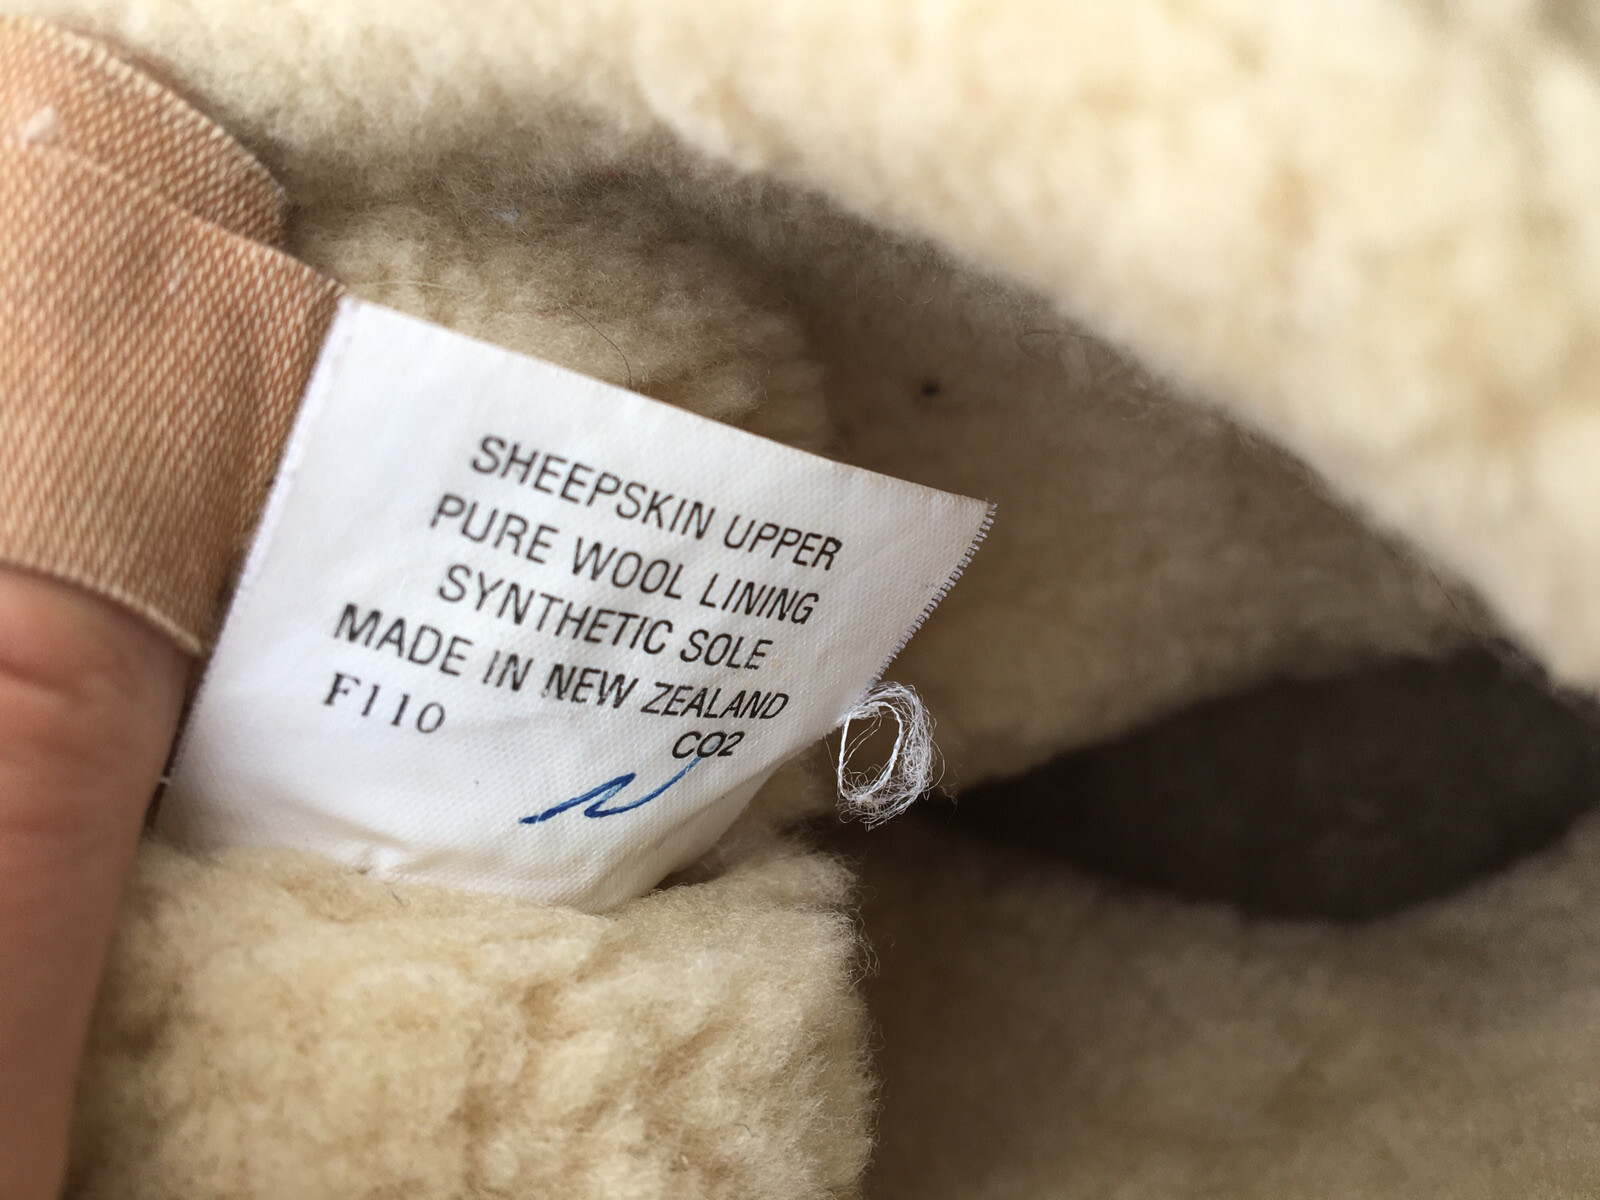 SHEEPSKIN UPPER
PURE WOOL LINING
SYNTHETIC SOLE
MADE IN NEW ZEALAND
F110
CO2